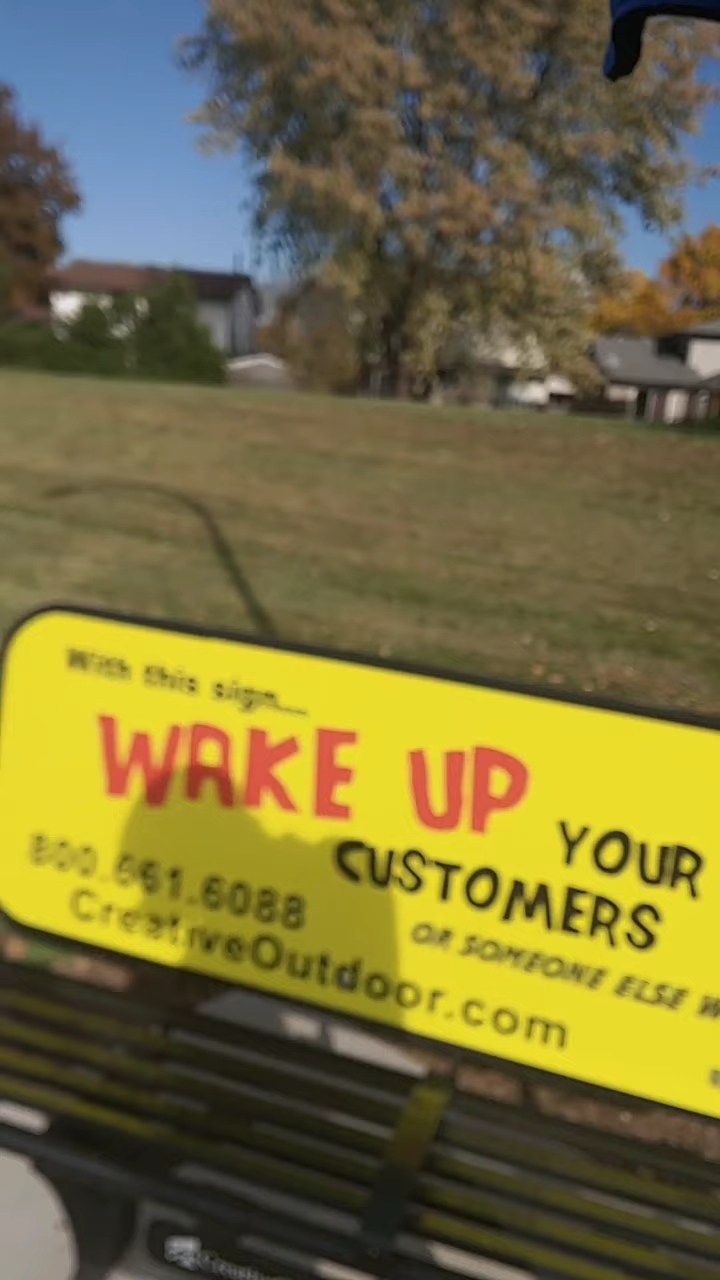 With this sign...
WAKE UP YOUR
CUSTOMERS
OR SOMEONE ELSE
800.661.6088
CreativeOutdoor.com